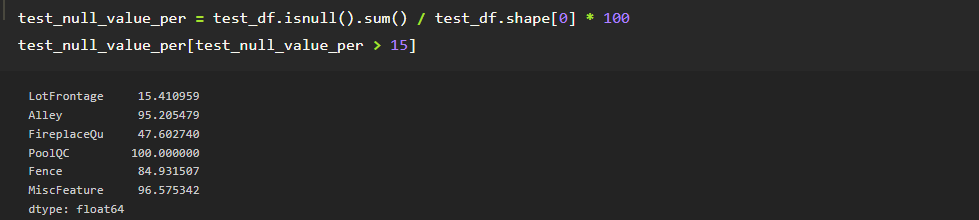 test_null_value_per = test_df.isnull().sum() / test_df.shape[0] * 100
test_null_value_per[test_null_value_per > 15]
LotFrontage 15.410959
Alley 95.205479
FireplaceQu 47.602740
PoolQC 100.000000
Fence 84.931507
MiscFeature 96.575342
dtype: float64